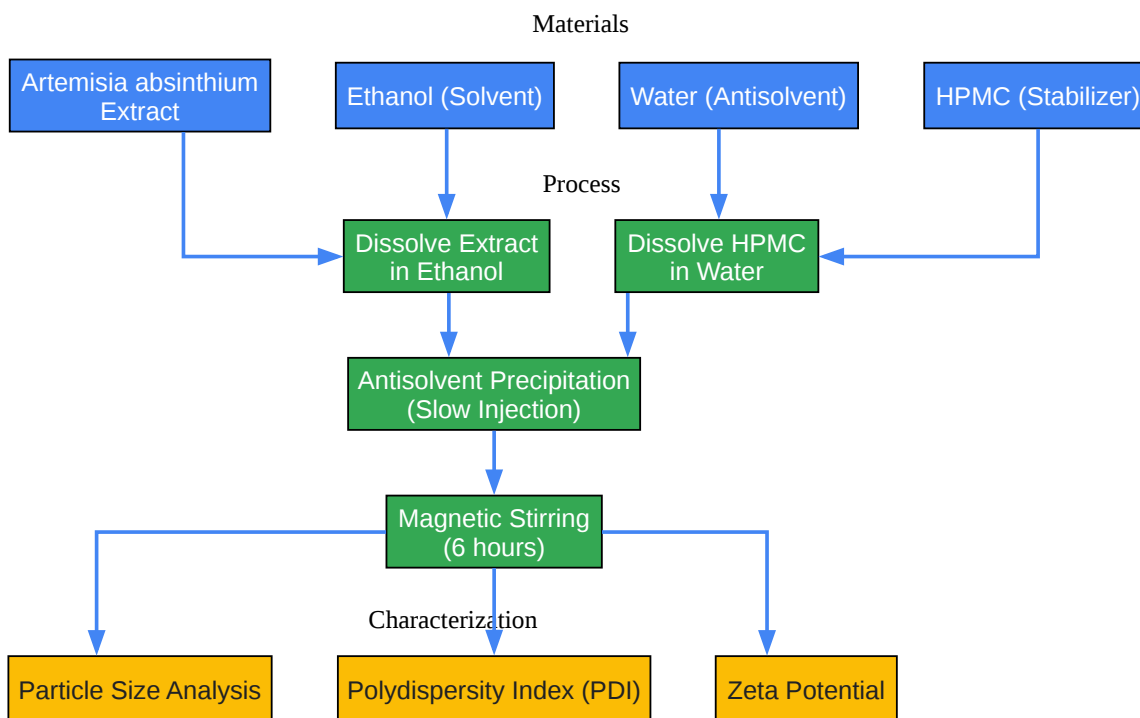 Materials
Artemisia absinthium
Extract
Ethanol (Solvent)
Water (Antisolvent)
HPMC (Stabilizer)
Process
Dissolve Extract
in Ethanol
Dissolve HPMC
in Water
Antisolvent Precipitation
(Slow Injection)
Magnetic Stirring
(6 hours)
Characterization
Particle Size Analysis
Polydispersity Index (PDI)
Zeta Potential